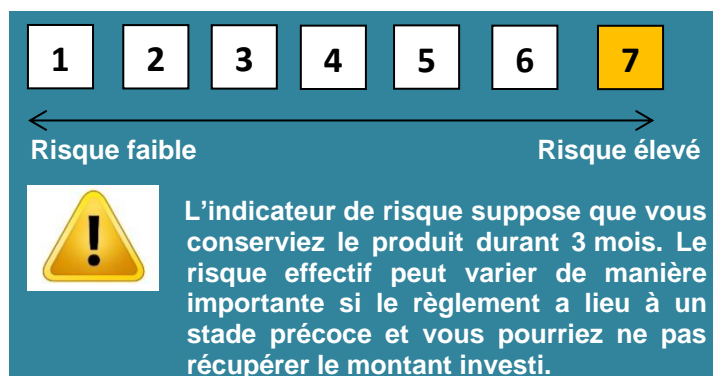 1 2 3 4 5 6 7
Risque faible Risque élevé
L'indicateur de risque suppose que vous
conserviez le produit durant 3 mois. Le
risque effectif peut varier de manière
importante si le règlement a lieu à un
stade précoce et vous pourriez ne pas
récupérer le montant investi.